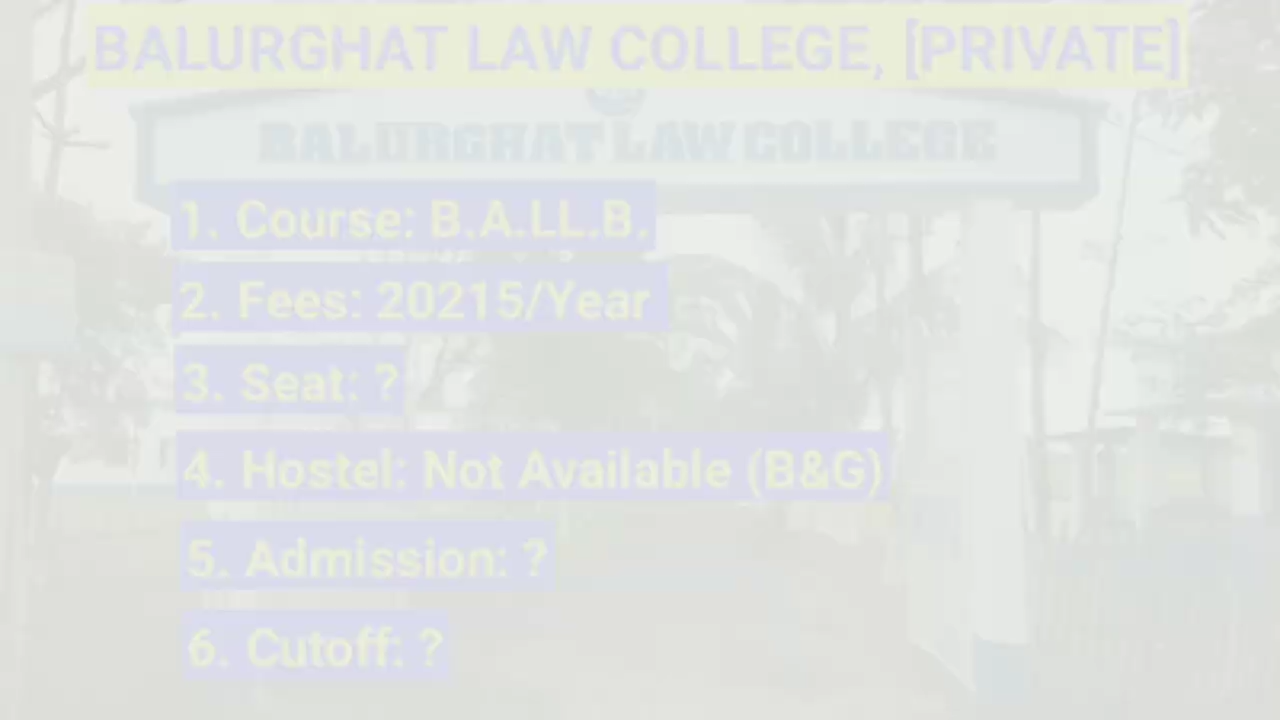 BALURGHAT LAW COLLEGE, [PRIVATE]
BALURGHAT LAW COLLEGE
1. Course: B.A.LL.B.
2. Fees: 20215/Year
3. Seat: ?
4. Hostel: Not Available (B&G)
5. Admission: ?
6. Cutoff: ?